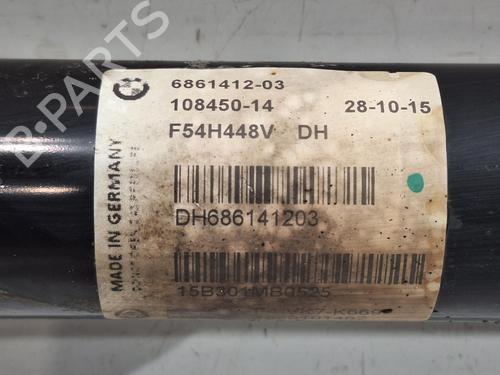 6861412-03
108450-14 28-10-15
F54H448V DH
MADE IN GERMANY
DH686141203
15B301MB0525
B-PARTS